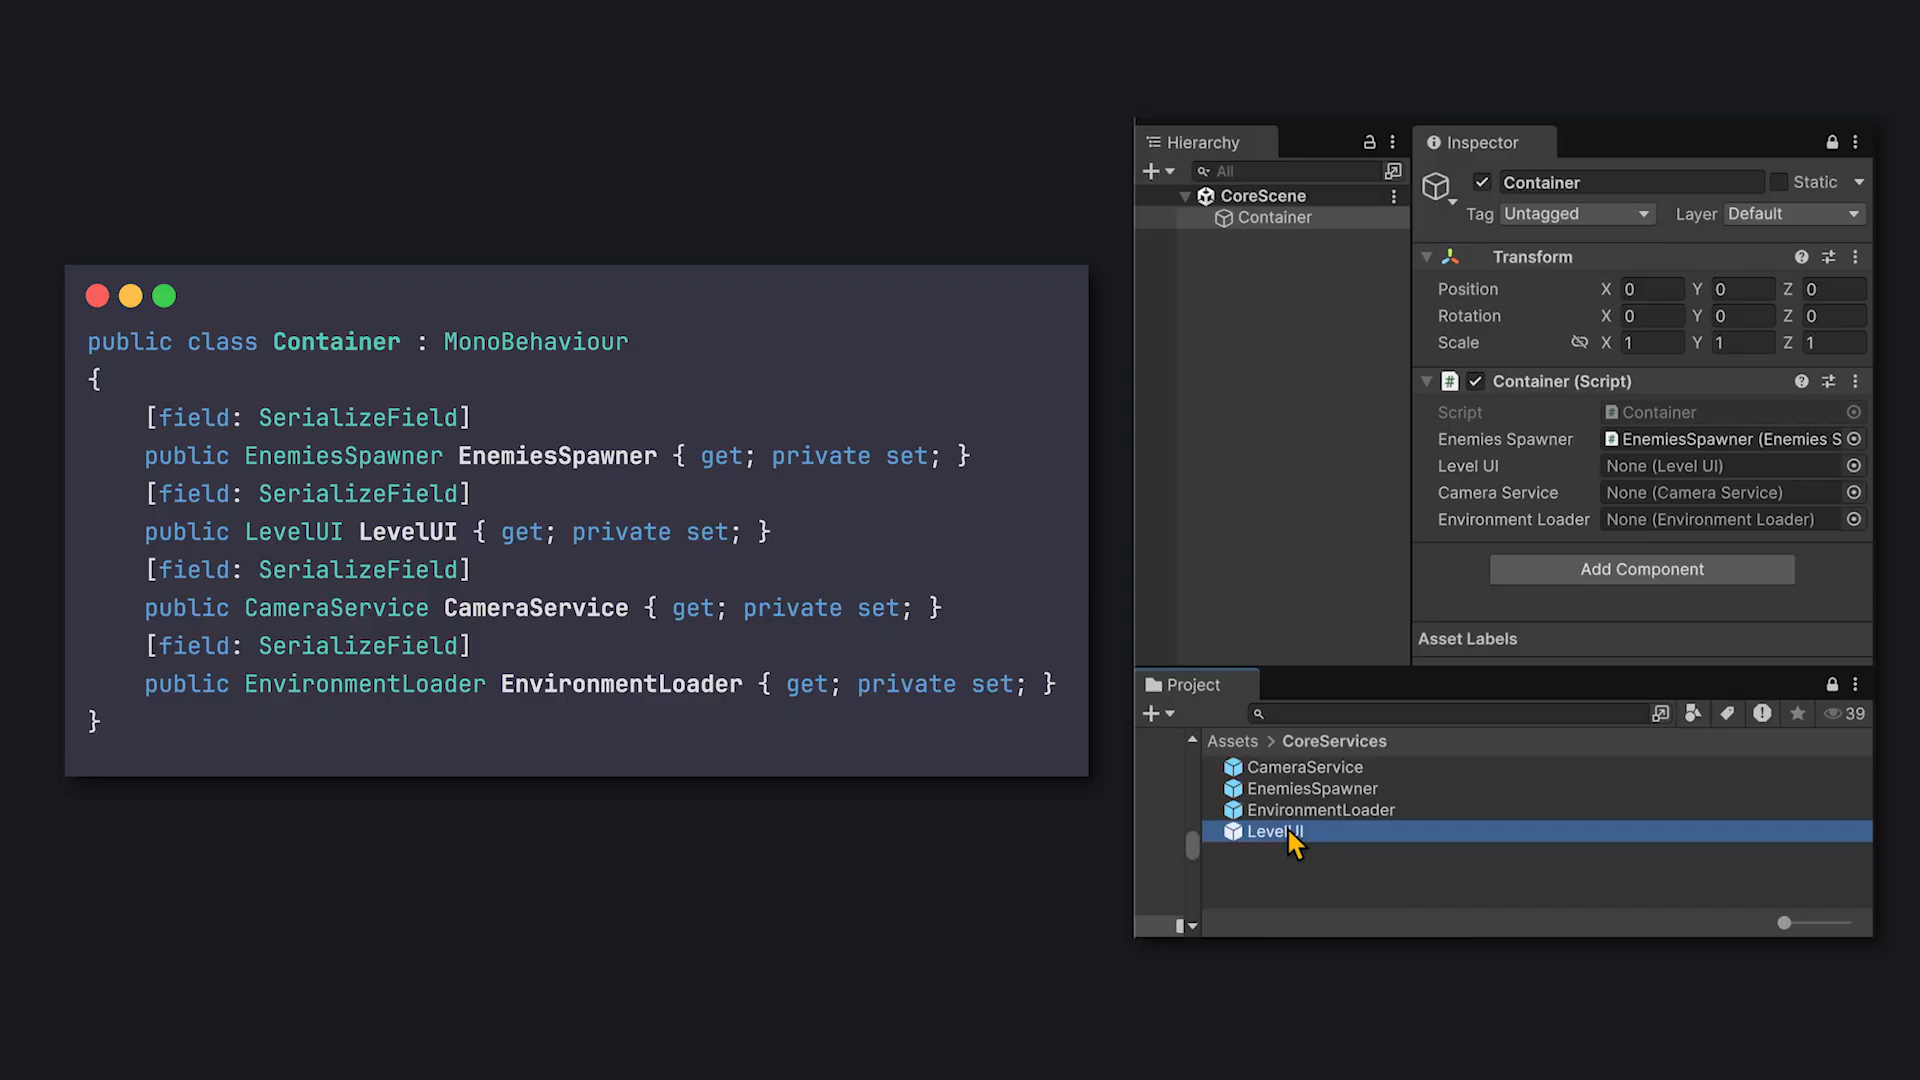 public class Container : MonoBehaviour
{
[field: SerializeField]
public EnemiesSpawner EnemiesSpawner { get; private set; }
[field: SerializeField]
public LevelUI LevelUI { get; private set; }
[field: SerializeField]
public CameraService CameraService { get; private set; }
[field: SerializeField]
public EnvironmentLoader EnvironmentLoader { get; private set; }
}
Hierarchy
All
CoreScene
Container
Inspector
Container Static
Tag Untagged Layer Default
Transform
Position X 0 Y 0 Z 0
Rotation X 0 Y 0 Z 0
Scale X 1 Y 1 Z 1
# Container (Script)
Script # Container
Enemies Spawner # EnemiesSpawner (Enemies S
Level UI None (Level UI)
Camera Service None (Camera Service)
Environment Loader None (Environment Loader)
Add Component
Asset Labels
Project
39
Assets > CoreServices
CameraService
EnemiesSpawner
EnvironmentLoader
LevelUI